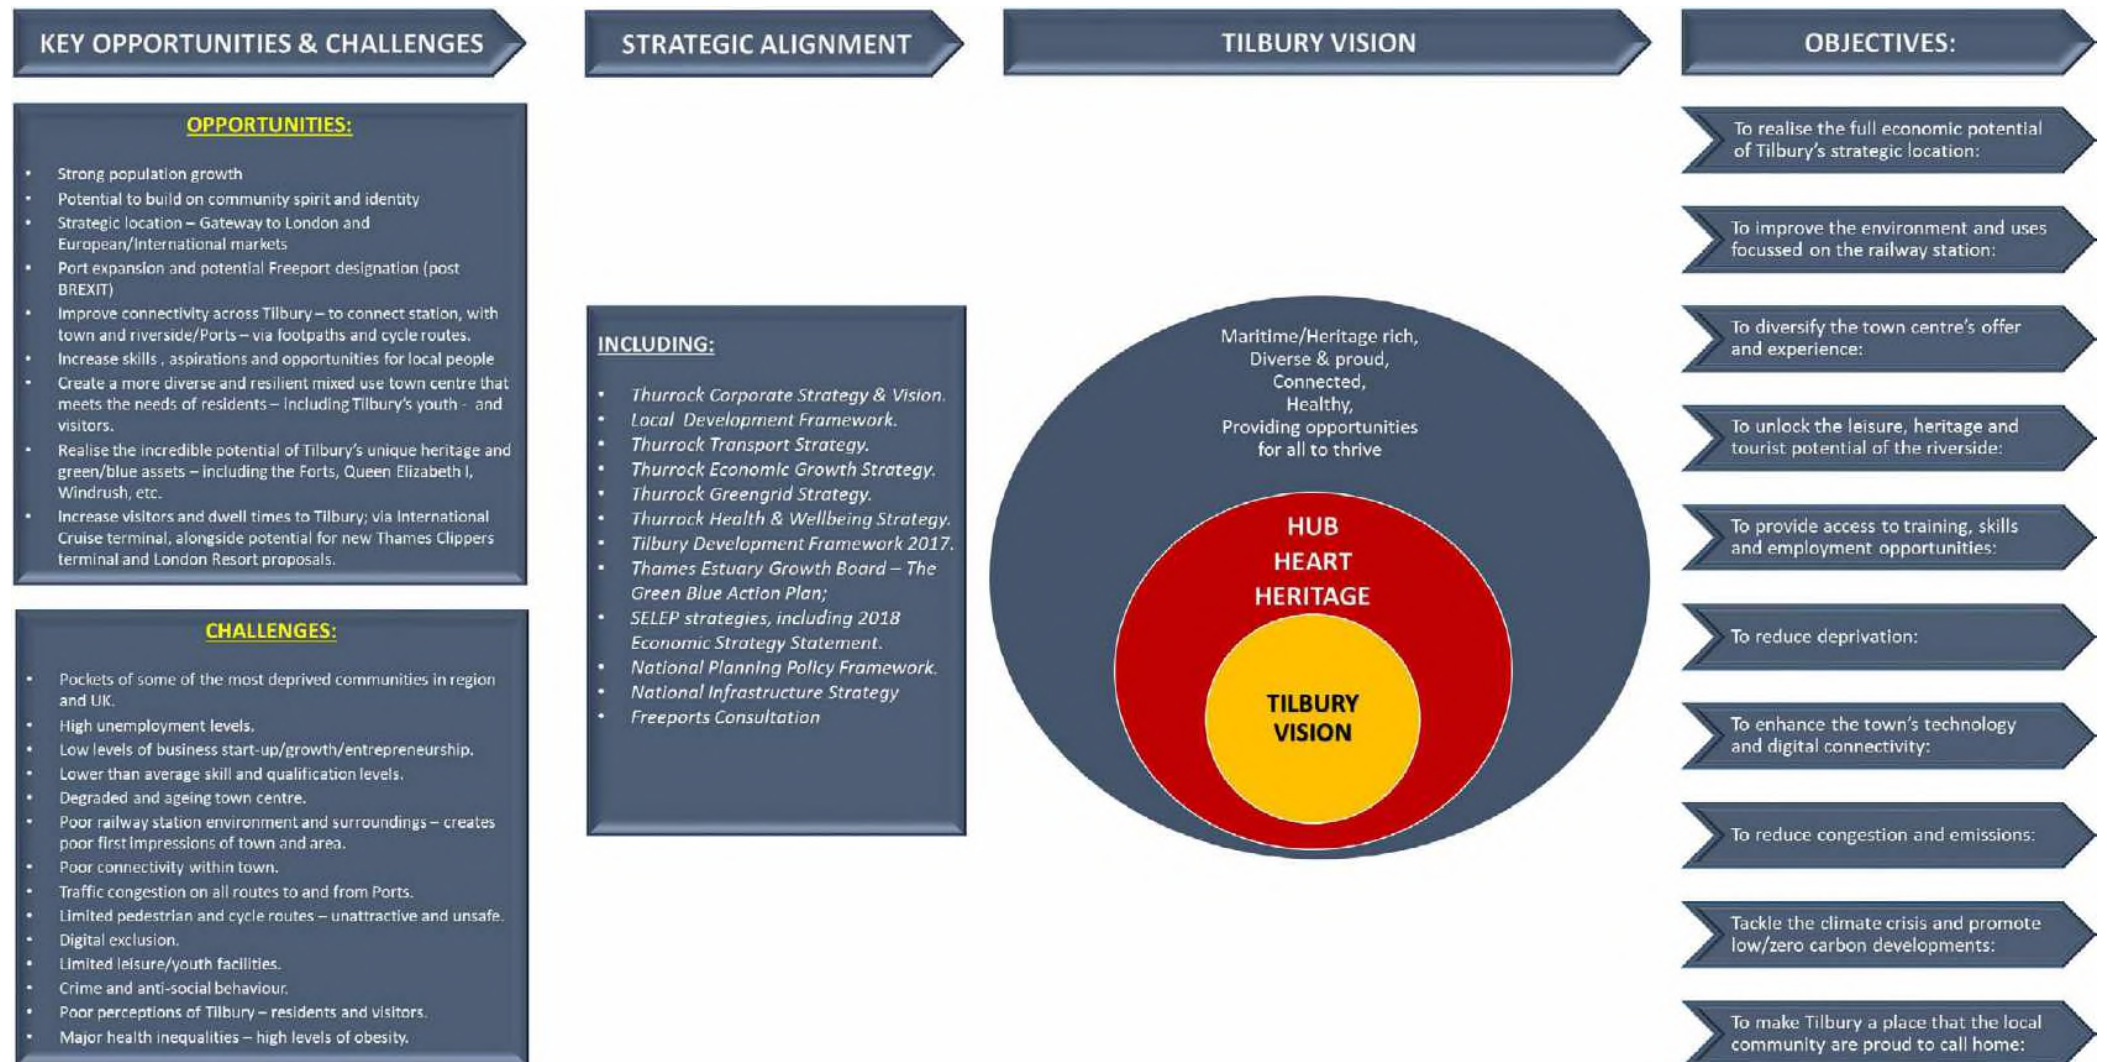 KEY OPPORTUNITIES & CHALLENGES
OPPORTUNITIES:
• Strong population growth
• Potential to build on community spirit and identity
• Strategic location – Gateway to London and
European/International markets
• Port expansion and potential Freeport designation (post
BREXIT)
• Improve connectivity across Tilbury – to connect station, with
town and riverside/Ports – via footpaths and cycle routes.
• Increase skills , aspirations and opportunities for local people
• Create a more diverse and resilient mixed use town centre that
meets the needs of residents – including Tilbury's youth - and
visitors.
• Realise the incredible potential of Tilbury's unique heritage and
green/blue assets – including the Forts, Queen Elizabeth I,
Windrush, etc.
• Increase visitors and dwell times to Tilbury; via International
Cruise terminal, alongside potential for new Thames Clippers
terminal and London Resort proposals.
CHALLENGES:
• Pockets of some of the most deprived communities in region
and UK.
• High unemployment levels.
• Low levels of business start-up/growth/entrepreneurship.
• Lower than average skill and qualification levels.
• Degraded and ageing town centre.
• Poor railway station environment and surroundings – creates
poor first impressions of town and area.
• Poor connectivity within town.
• Traffic congestion on all routes to and from Ports.
• Limited pedestrian and cycle routes – unattractive and unsafe.
• Digital exclusion.
• Limited leisure/youth facilities.
• Crime and anti-social behaviour.
• Poor perceptions of Tilbury – residents and visitors.
• Major health inequalities – high levels of obesity.
STRATEGIC ALIGNMENT
INCLUDING:
• Thurrock Corporate Strategy & Vision.
• Local Development Framework.
• Thurrock Transport Strategy.
• Thurrock Economic Growth Strategy.
• Thurrock Greengrid Strategy.
• Thurrock Health & Wellbeing Strategy.
• Tilbury Development Framework 2017.
• Thames Estuary Growth Board – The
Green Blue Action Plan;
• SELEP strategies, including 2018
Economic Strategy Statement.
• National Planning Policy Framework.
• National Infrastructure Strategy
• Freeports Consultation
TILBURY VISION
Maritime/Heritage rich,
Diverse & proud,
Connected,
Healthy,
Providing opportunities
for all to thrive
HUB
HEART
HERITAGE
TILBURY
VISION
OBJECTIVES:
To realise the full economic potential
of Tilbury's strategic location:
To improve the environment and uses
focussed on the railway station:
To diversify the town centre's offer
and experience:
To unlock the leisure, heritage and
tourist potential of the riverside:
To provide access to training, skills
and employment opportunities:
To reduce deprivation:
To enhance the town's technology
and digital connectivity:
To reduce congestion and emissions:
Tackle the climate crisis and promote
low/zero carbon developments:
To make Tilbury a place that the local
community are proud to call home: